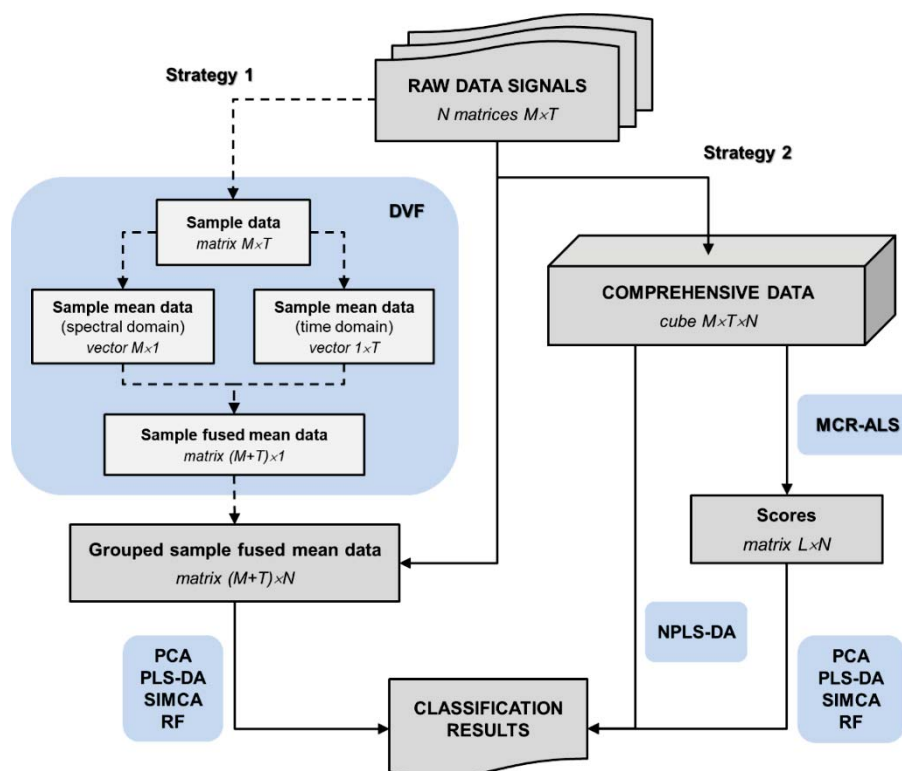 Strategy 1
RAW DATA SIGNALS
N matrices M×T
Strategy 2
DVF
Sample data
matrix M×T
Sample mean data
(spectral domain)
vector M×1
Sample mean data
(time domain)
vector 1×T
Sample fused mean data
matrix (M+T)×1
Grouped sample fused mean data
matrix (M+T)×N
COMPREHENSIVE DATA
cube M×T×N
MCR-ALS
Scores
matrix L×N
NPLS-DA
PCA
PLS-DA
SIMCA
RF
CLASSIFICATION
RESULTS
PCA
PLS-DA
SIMCA
RF